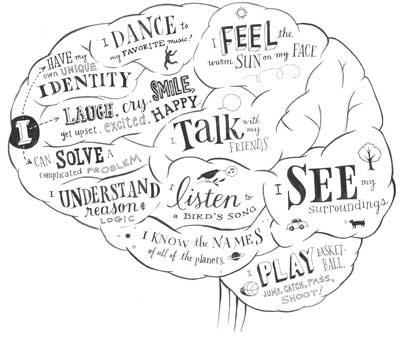 I
HAVE my
own UNIQUE
IDENTITY
I DANCE to
my FAVORITE music!
I FEEL the
warm SUN on my FACE
LAUGH, cry, SMILE,
get upset, excited, HAPPY
I Talk with
my
FRIENDS
CAN SOLVE A
complicated PROBLEM
UNDERSTAND
reason &
LOGIC
I listen to
a BIRD'S SONG
I SEE my
surroundings.
I KNOW the NAMES
of all of the planets.
I PLAY BASKET-
BALL.
JUMP, CATCH, PASS,
SHOOT!